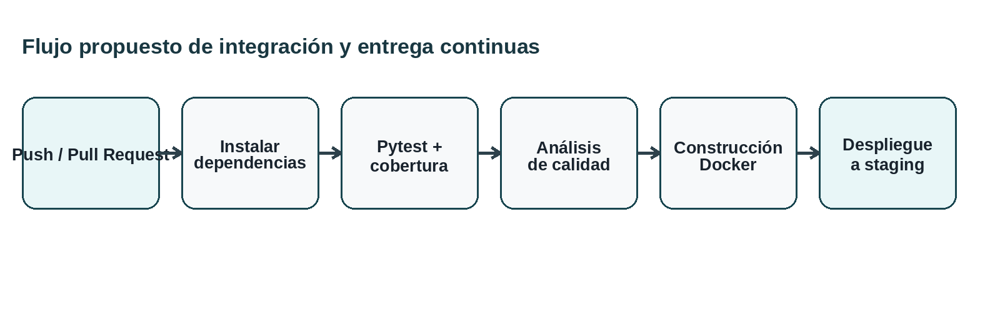 Flujo propuesto de integración y entrega continuas
Push / Pull Request
Instalar
dependencias
Pytest +
cobertura
Análisis
de calidad
Construcción
Docker
Despliegue
a staging